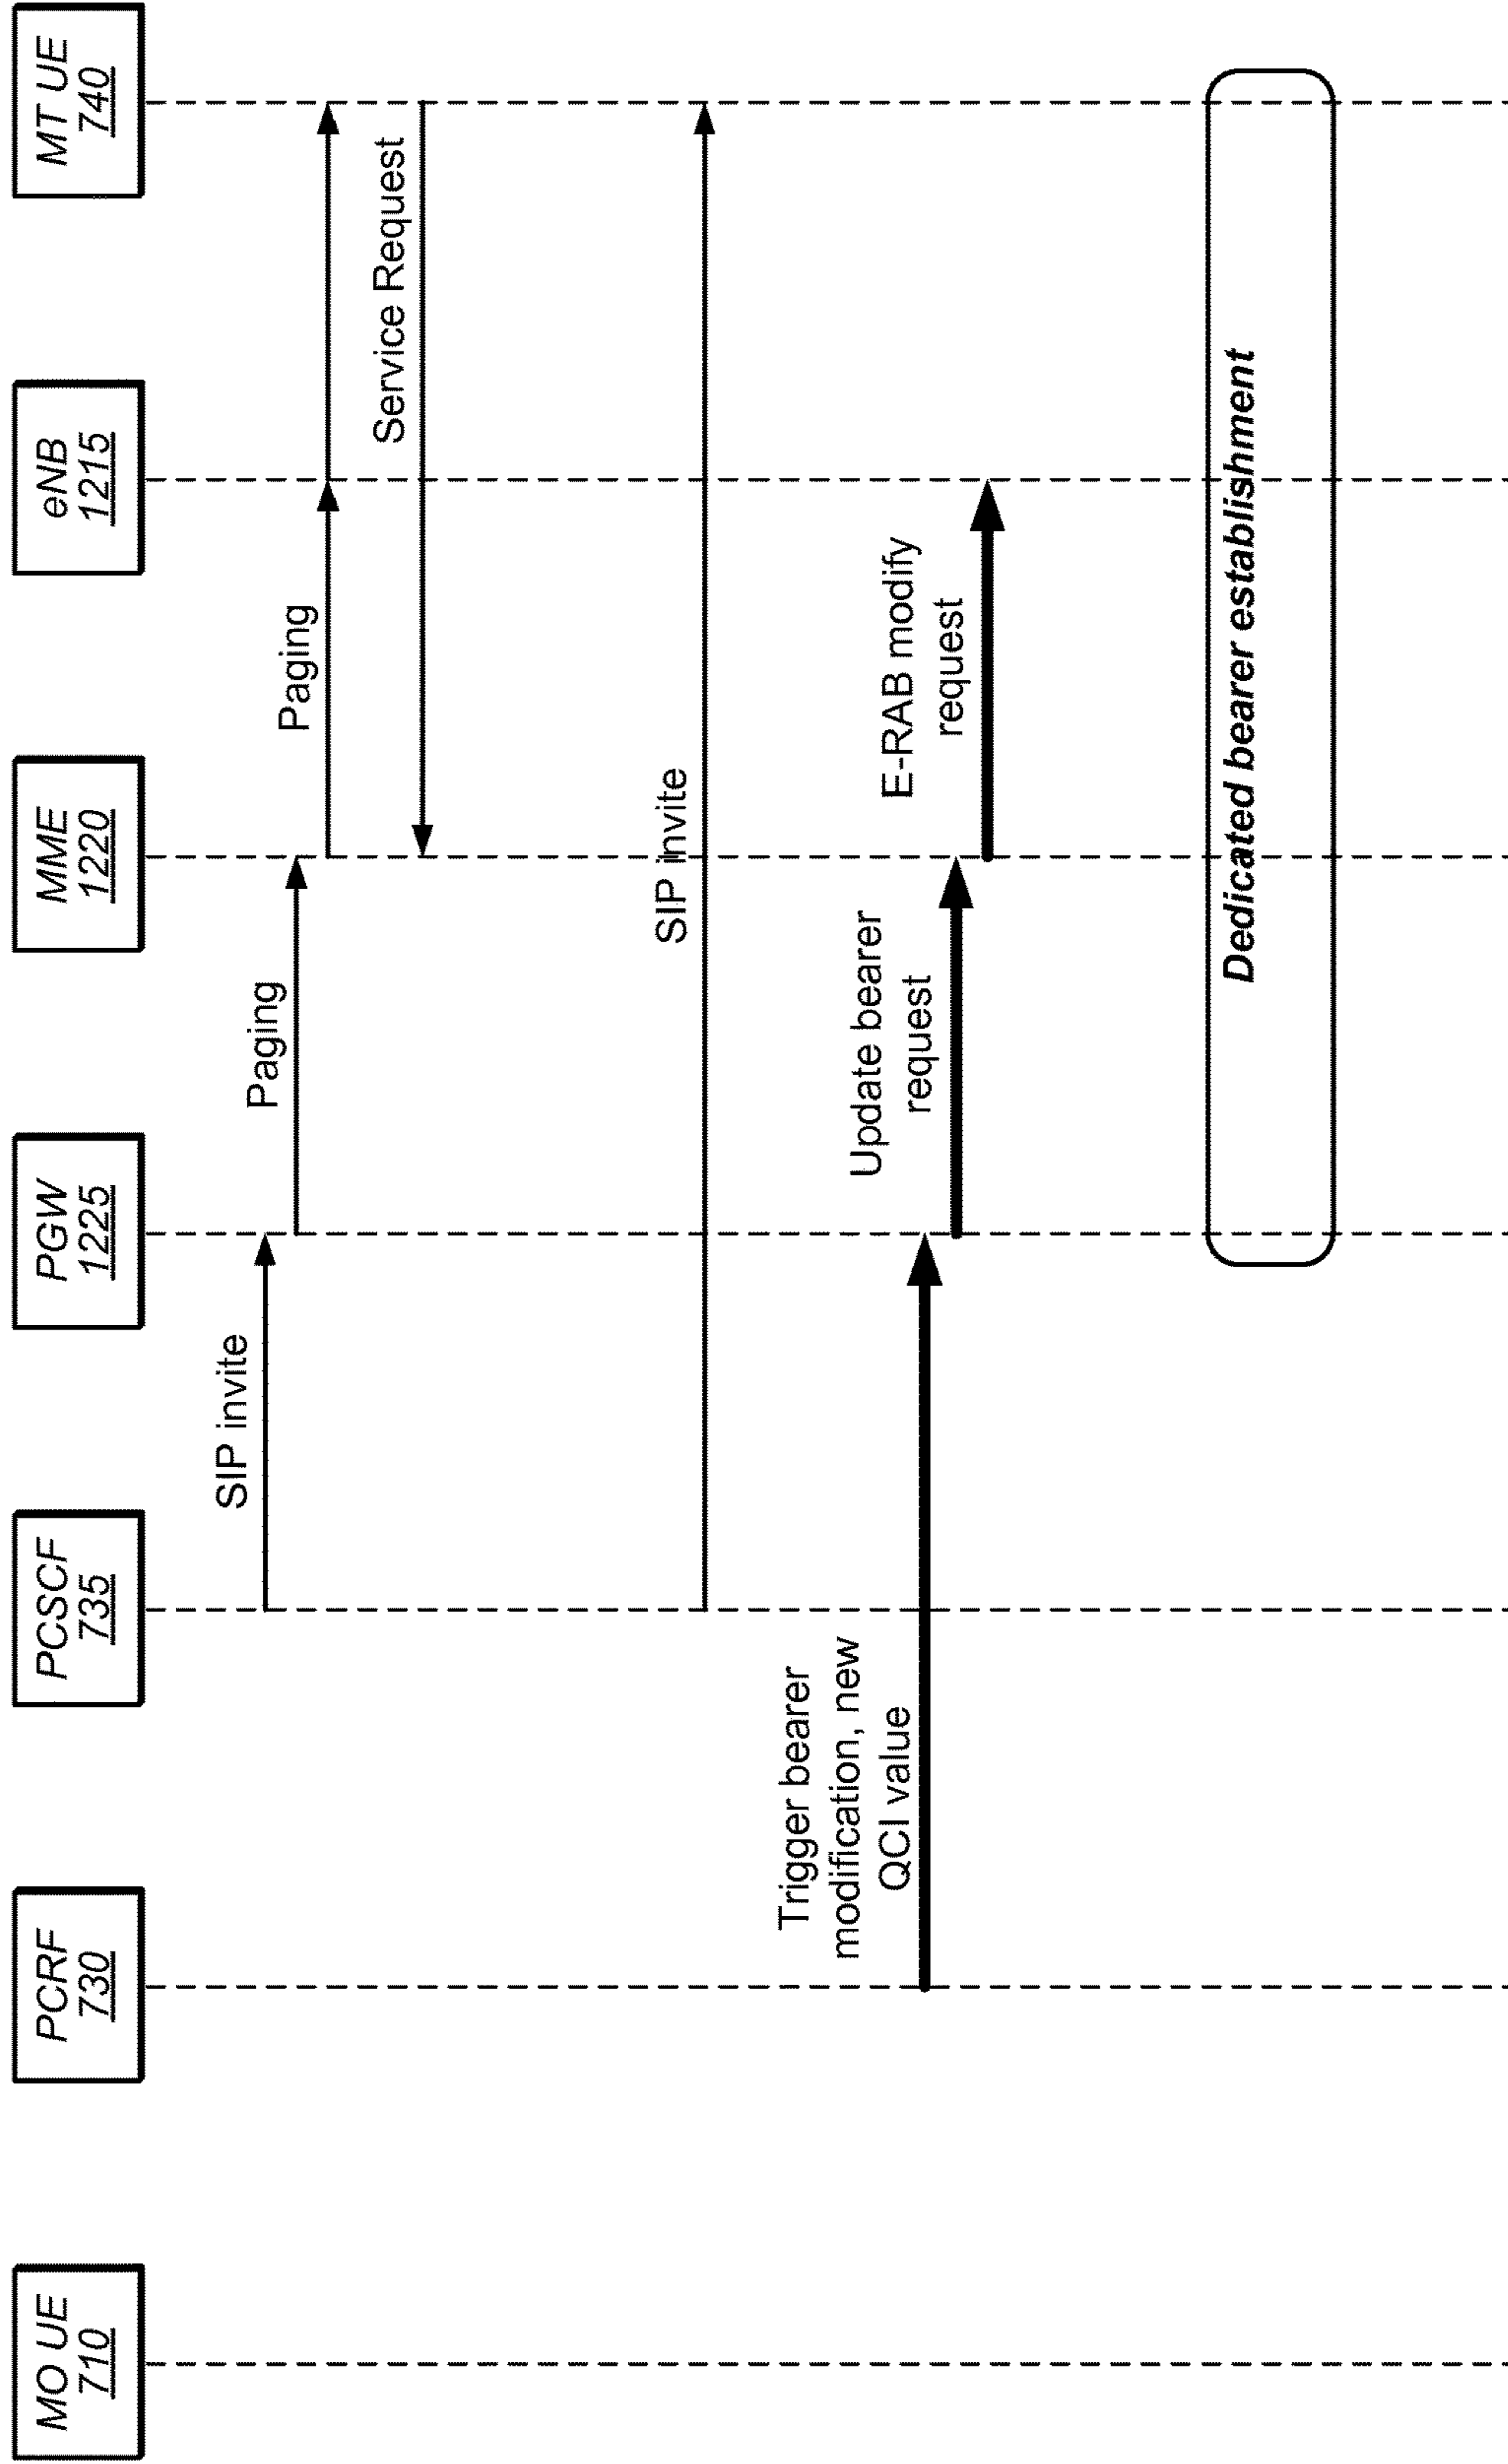 MO UE
710
PCRF
730
PCSCF
735
PGW
1225
MME
1220
eNB
1215
MT UE
740
SIP invite
Paging
Paging
Service Request
SIP invite
Trigger bearer
modification, new
QCI value
Update bearer
request
E-RAB modify
request
Dedicated bearer establishment